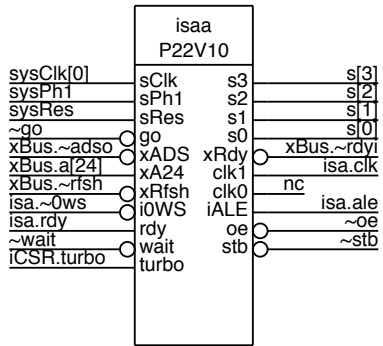 isaa
P22V10
sysClk[0] sClk s3 s[3]
sysPh1 sPh1 s2 s[2]
sysRes sRes s1 s[1]
~go go s0 s[0]
xBus.~adso xADS xRdy xBus.~rdyi
xBus.a[24] xA24 clk1 isa.clk
xBus.~rfsh xRfsh clk0 nc
isa.~0ws i0WS iALE isa.ale
isa.rdy rdy oe ~oe
~wait wait stb ~stb
iCSR.turbo turbo